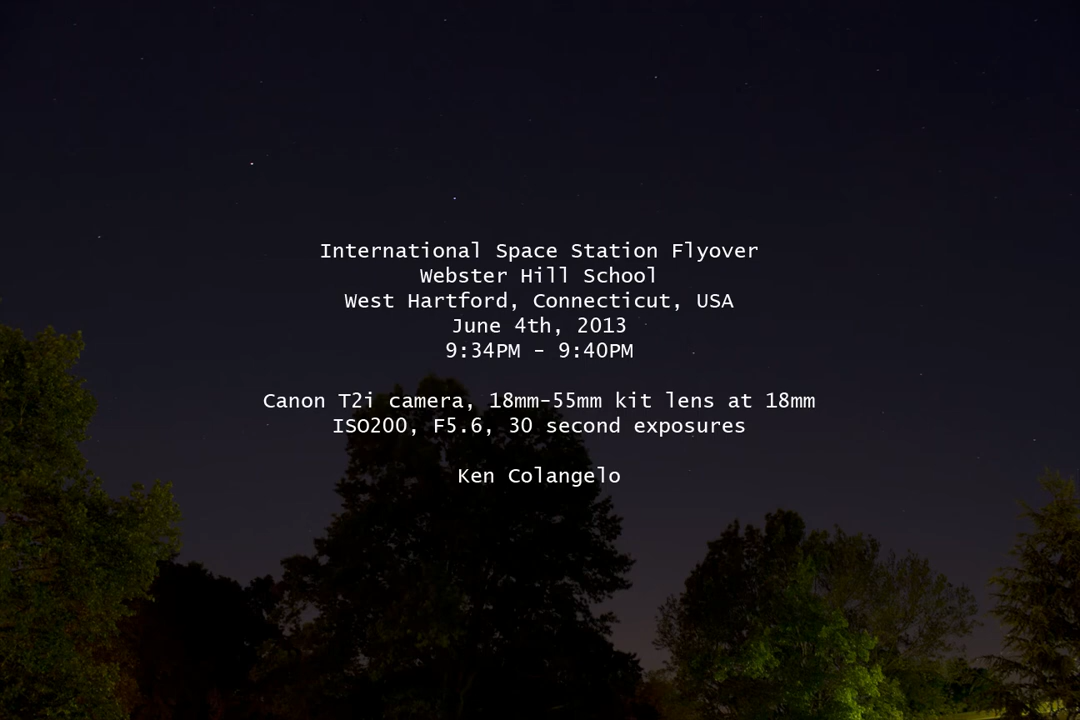 International Space Station Flyover
Webster Hill School
West Hartford, Connecticut, USA
June 4th, 2013
9:34PM - 9:40PM
Canon T2i camera, 18mm-55mm kit lens at 18mm
ISO200, F5.6, 30 second exposures
Ken Colangelo